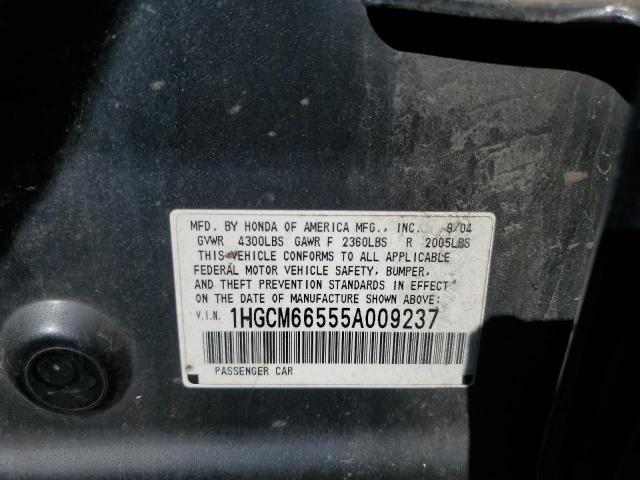 MFD. BY HONDA OF AMERICA MFG., INC. 9/04
GVWR 4300LBS GAWR F 2360LBS R 2005LBS
THIS VEHICLE CONFORMS TO ALL APPLICABLE
FEDERAL MOTOR VEHICLE SAFETY, BUMPER,
AND THEFT PREVENTION STANDARDS IN EFFECT
ON THE DATE OF MANUFACTURE SHOWN ABOVE.
V.I.N. 1HGCM66555A009237
PASSENGER CAR